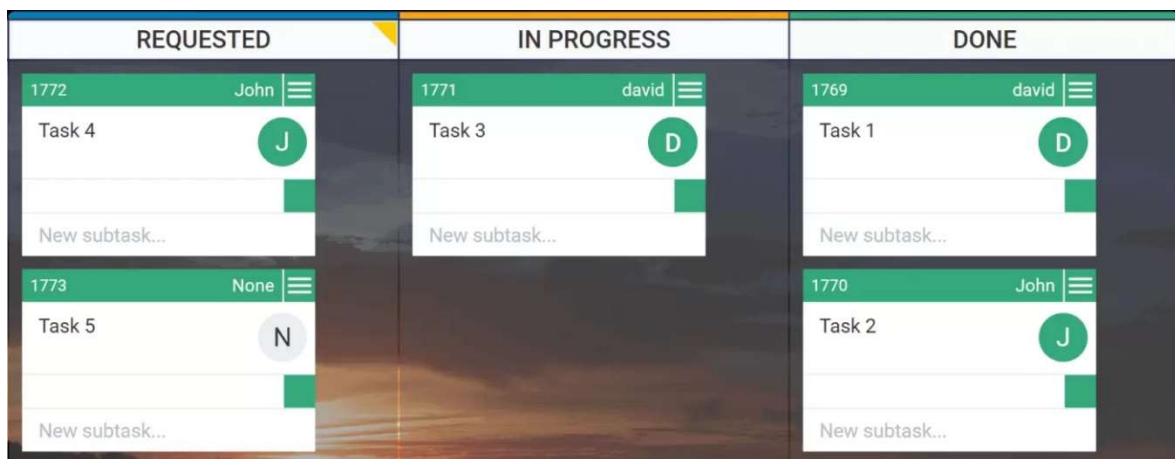 REQUESTED
IN PROGRESS
DONE
1772 John
Task 4
J
New subtask...
1773 None
Task 5
N
New subtask...
1771 david
Task 3
D
New subtask...
1769 david
Task 1
D
New subtask...
1770 John
Task 2
J
New subtask...